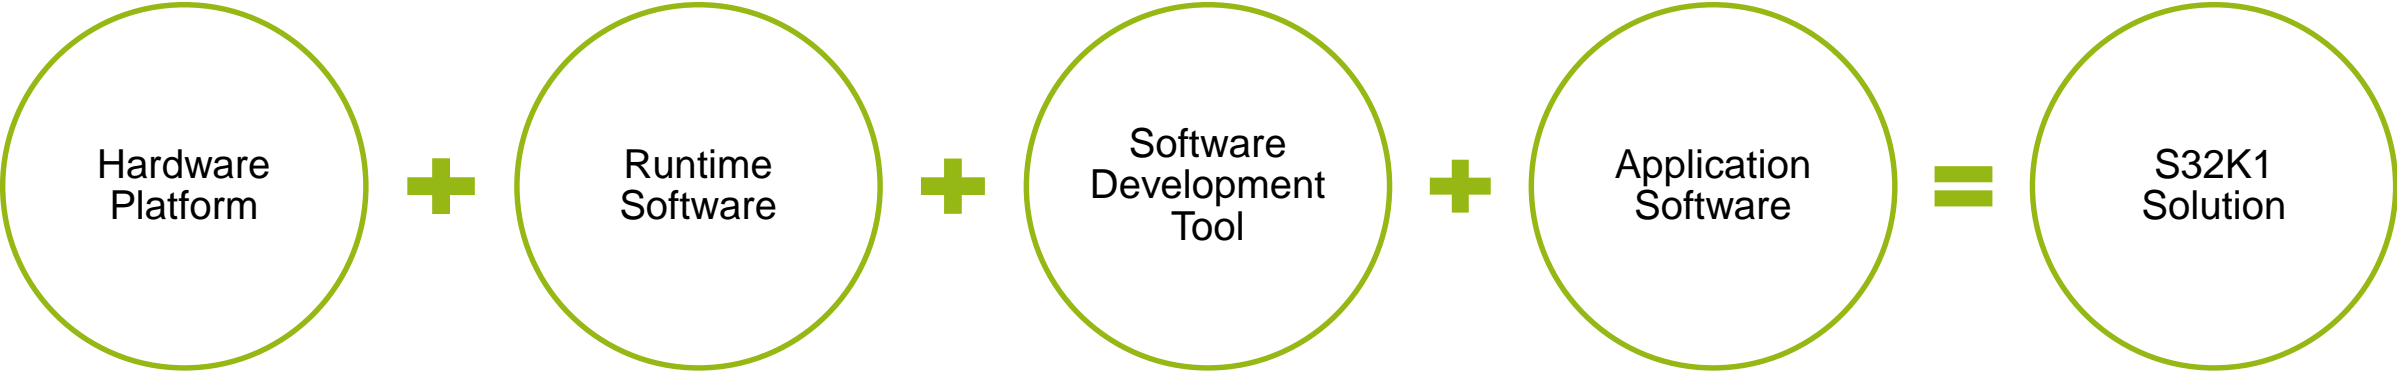 Hardware
Platform
Runtime
Software
Software
Development
Tool
Application
Software
S32K1
Solution